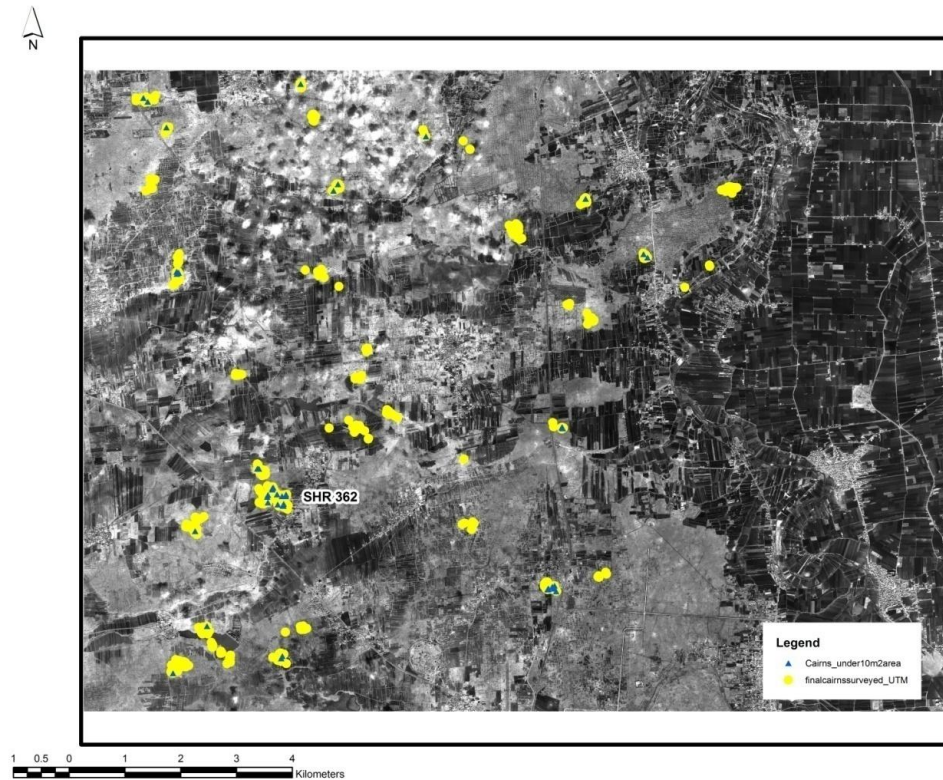 N
SHR 362
Legend
Cairns_under10m2area
finalcairnssurveyed_UTM
1 0.5 0 1 2 3 4
Kilometers